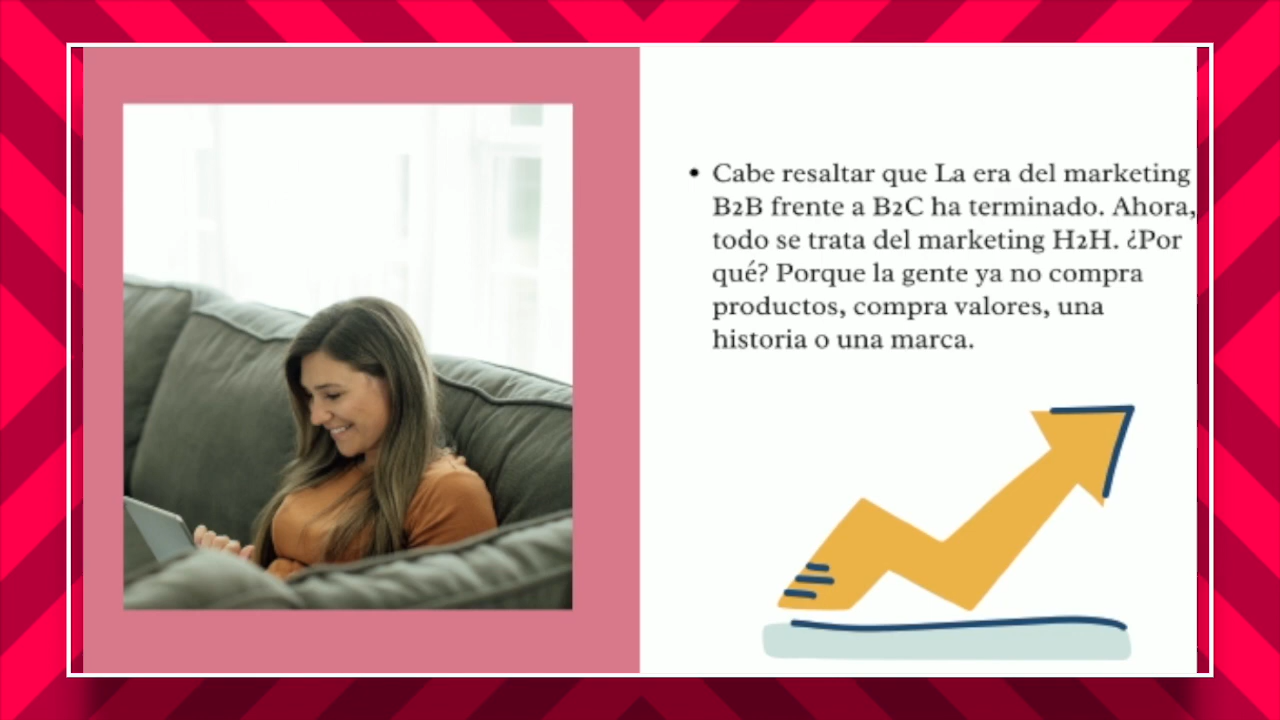 • Cabe resaltar que La era del marketing
B2B frente a B2C ha terminado. Ahora,
todo se trata del marketing H2H. ¿Por
qué? Porque la gente ya no compra
productos, compra valores, una
historia o una marca.